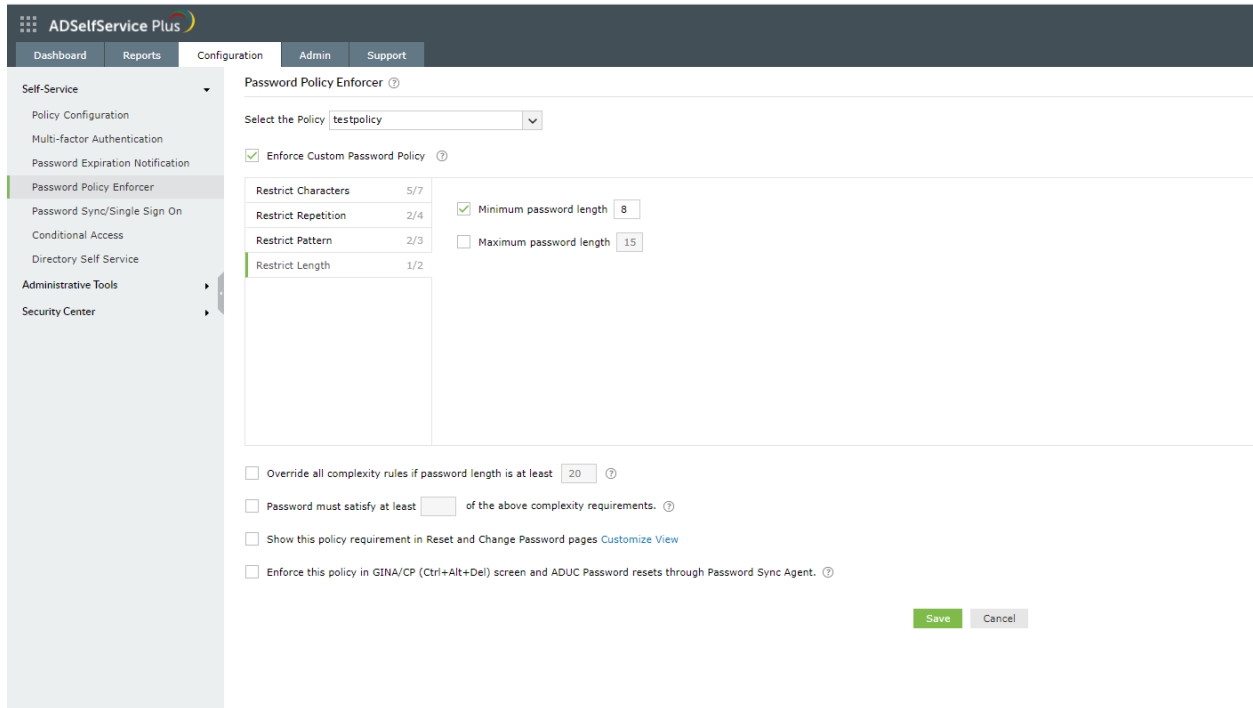 ADSelfService Plus
Dashboard Reports Configuration Admin Support
Self-Service
Policy Configuration
Multi-factor Authentication
Password Expiration Notification
Password Policy Enforcer
Password Sync/Single Sign On
Conditional Access
Directory Self Service
Administrative Tools
Security Center
Password Policy Enforcer ?
Select the Policy testpolicy
Enforce Custom Password Policy ?
Restrict Characters 5/7
Restrict Repetition 2/4
Restrict Pattern 2/3
Restrict Length 1/2
Minimum password length 8
Maximum password length 15
Override all complexity rules if password length is at least 20 ?
Password must satisfy at least of the above complexity requirements. ?
Show this policy requirement in Reset and Change Password pages Customize View
Enforce this policy in GINA/CP (Ctrl+Alt+Del) screen and ADUC Password resets through Password Sync Agent. ?
Save Cancel